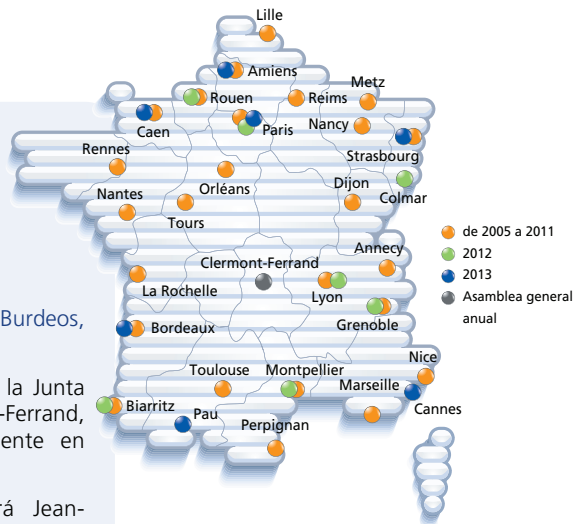 Lille
Amiens
Metz
Rouen
Reims
Caen
Paris
Nancy
Rennes
Strasbourg
Orléans
Dijon
Colmar
Nantes
Tours
Annecy
Clermont-Ferrand
La Rochelle
Lyon
Grenoble
Bordeaux
Nice
Toulouse
Montpellier
Marseille
Cannes
Biarritz
Pau
Perpignan
de 2005 a 2011
2012
2013
Asamblea general
anual
Burdeos,
la Junta
-Ferrand,
ente en
rá Jean-